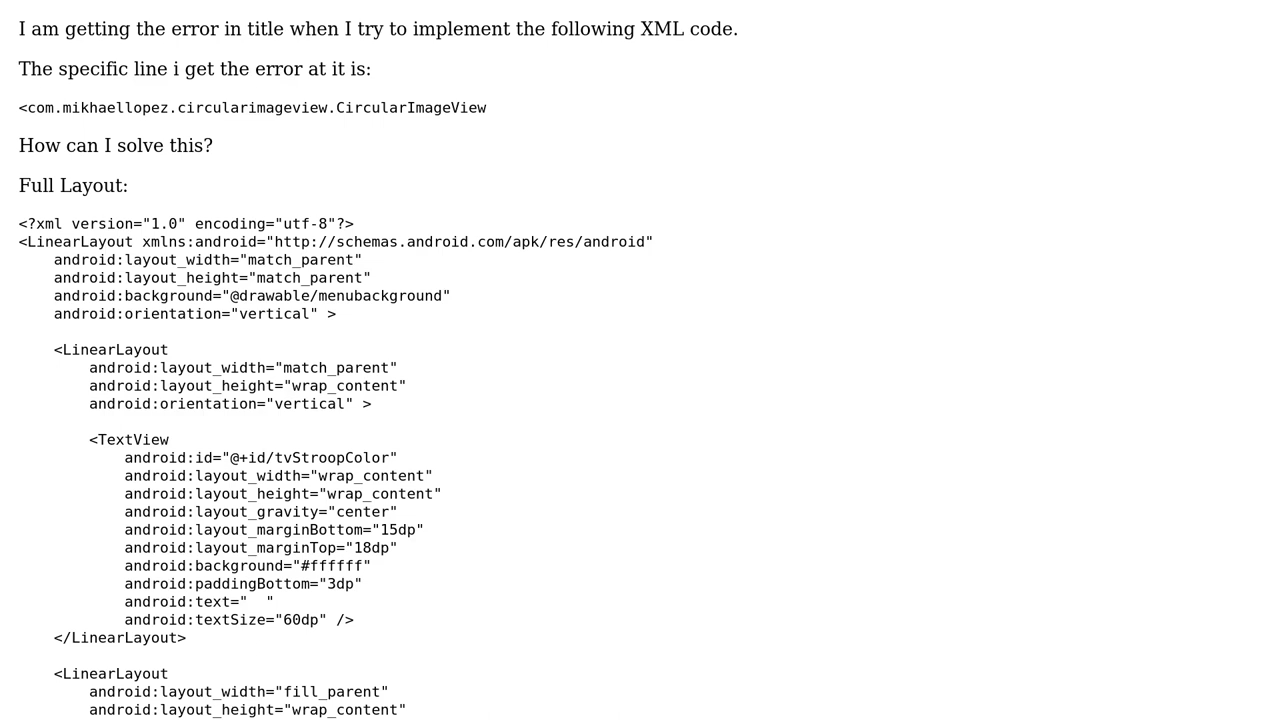 I am getting the error in title when I try to implement the following XML code.
The specific line i get the error at it is:
<com.mikhaellopez.circularimageview.CircularImageView
How can I solve this?
Full Layout:
<?xml version="1.0" encoding="utf-8"?>
<LinearLayout xmlns:android="http://schemas.android.com/apk/res/android"
    android:layout_width="match_parent"
    android:layout_height="match_parent"
    android:background="@drawable/menubackground"
    android:orientation="vertical" >

    <LinearLayout
        android:layout_width="match_parent"
        android:layout_height="wrap_content"
        android:orientation="vertical" >

        <TextView
            android:id="@+id/tvStroopColor"
            android:layout_width="wrap_content"
            android:layout_height="wrap_content"
            android:layout_gravity="center"
            android:layout_marginBottom="15dp"
            android:layout_marginTop="18dp"
            android:background="#ffffff"
            android:paddingBottom="3dp"
            android:text="  "
            android:textSize="60dp" />
    </LinearLayout>

    <LinearLayout
        android:layout_width="fill_parent"
        android:layout_height="wrap_content"